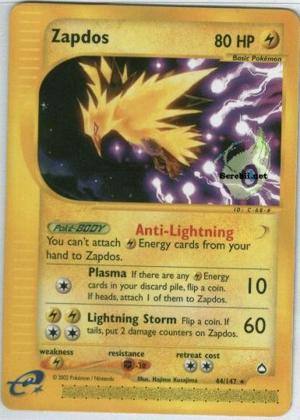 Zapdos 80 HP
Basic Pokémon
Serebii.net
ID: C-68-#
Poké-BODY Anti-Lightning
You can't attach Energy cards from your
hand to Zapdos.
Plasma If there are any Energy
cards in your discard pile, flip a coin.
If heads, attach 1 of them to Zapdos.
Lightning Storm Flip a coin. If 60
tails, put 2 damage counters on Zapdos.
weakness resistance retreat cost
-30
e © 2002 Pokémon / Nintendo Illus. Hajime Kusajima 44/147 ★